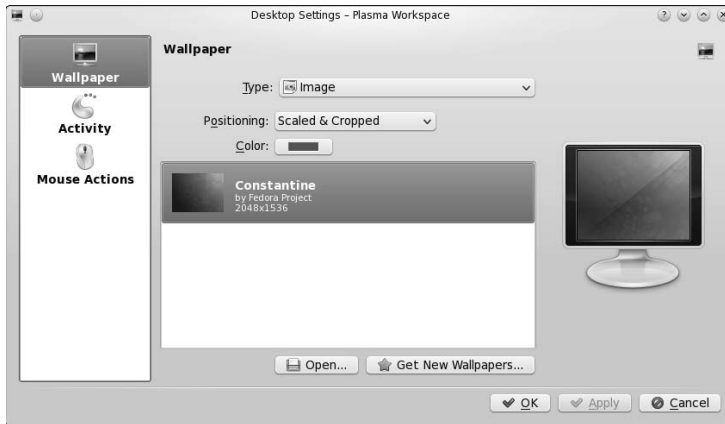 Desktop Settings – Plasma Workspace
Wallpaper
Activity
Mouse Actions
Wallpaper
Type: Image
Positioning: Scaled & Cropped
Color:
Constantine
by Fedora Project
2048x1536
Open...
Get New Wallpapers...
OK
Apply
Cancel